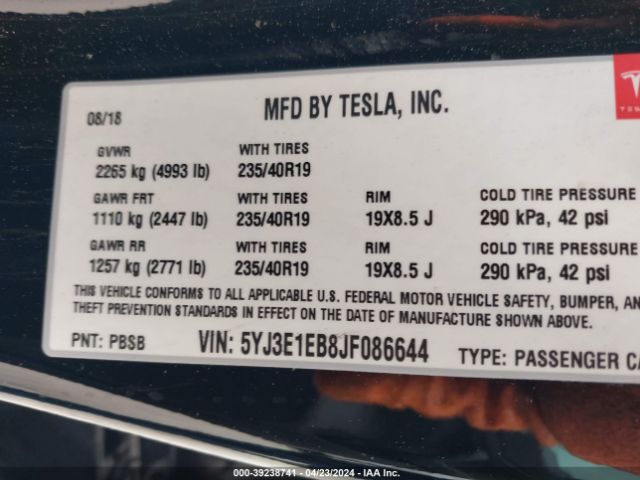 08/18 MFD BY TESLA, INC.
GVWR WITH TIRES
2265 kg (4993 lb) 235/40R19
GAWR FRT WITH TIRES RIM COLD TIRE PRESSURE
1110 kg (2447 lb) 235/40R19 19X8.5 J 290 kPa, 42 psi
GAWR RR WITH TIRES RIM COLD TIRE PRESSURE
1257 kg (2771 lb) 235/40R19 19X8.5 J 290 kPa, 42 psi
THIS VEHICLE CONFORMS TO ALL APPLICABLE U.S. FEDERAL MOTOR VEHICLE SAFETY, BUMPER, AN
THEFT PREVENTION STANDARDS IN EFFECT ON THE DATE OF MANUFACTURE SHOWN ABOVE.
PNT: PBSB VIN: 5YJ3E1EB8JF086644 TYPE: PASSENGER CA
000-39238741 - 04/23/2024 - IAA Inc.